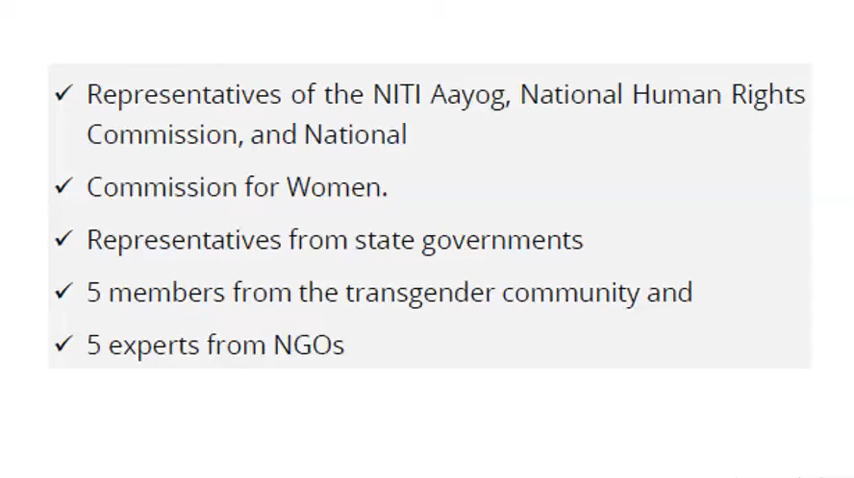 ✓ Representatives of the NITI Aayog, National Human Rights
Commission, and National
✓ Commission for Women.
✓ Representatives from state governments
✓ 5 members from the transgender community and
✓ 5 experts from NGOs